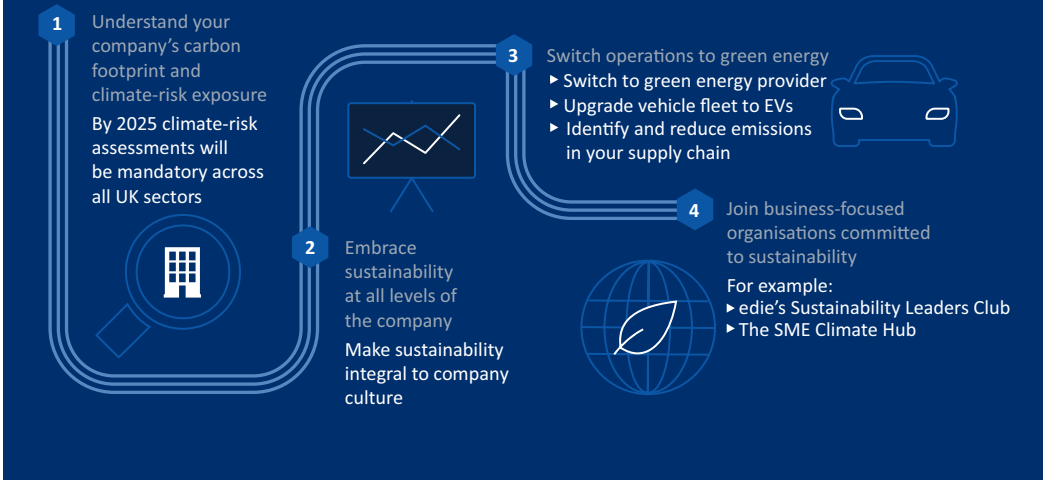 1
Understand your
company's carbon
footprint and
climate-risk exposure
By 2025 climate-risk
assessments will
be mandatory across
all UK sectors
2
Embrace
sustainability
at all levels of
the company
Make sustainability
integral to company
culture
3
Switch operations to green energy
▸ Switch to green energy provider
▸ Upgrade vehicle fleet to EVs
▸ Identify and reduce emissions
in your supply chain
4
Join business-focused
organisations committed
to sustainability
For example:
▸ edie's Sustainability Leaders Club
▸ The SME Climate Hub